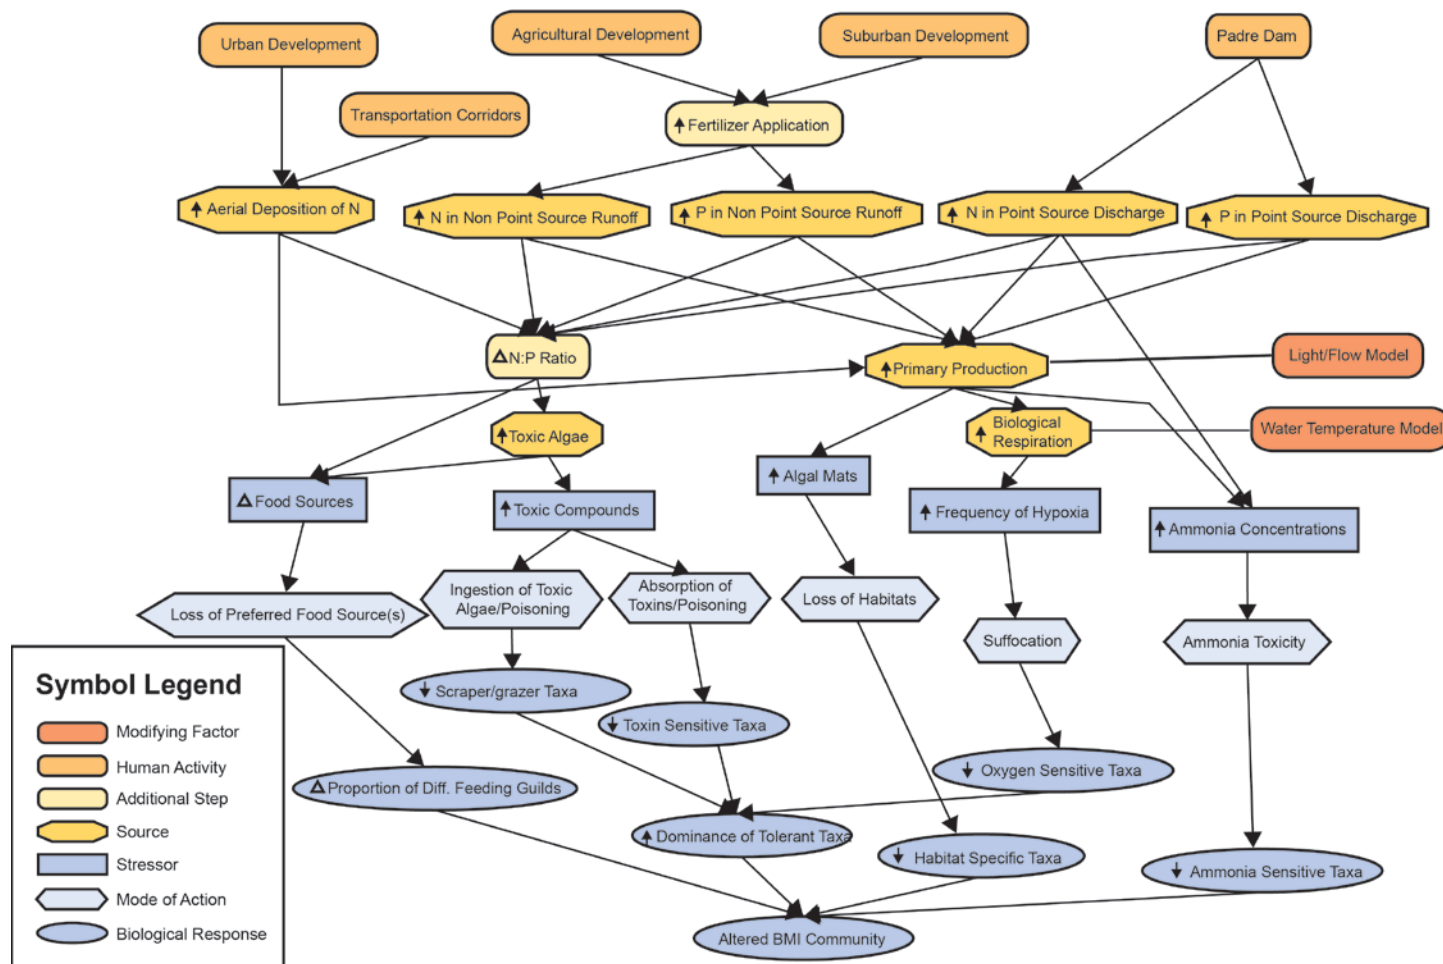 Urban Development
Agricultural Development
Suburban Development
Padre Dam
Transportation Corridors
Fertilizer Application
Aerial Deposition of N
N in Non Point Source Runoff
P in Non Point Source Runoff
N in Point Source Discharge
P in Point Source Discharge
N:P Ratio
Primary Production
Light/Flow Model
Toxic Algae
Biological
Respiration
Water Temperature Model
Food Sources
Toxic Compounds
Algal Mats
Frequency of Hypoxia
Ammonia Concentrations
Loss of Preferred Food Source(s)
Ingestion of Toxic
Algae/Poisoning
Absorption of
Toxins/Poisoning
Loss of Habitats
Suffocation
Ammonia Toxicity
Scraper/grazer Taxa
Toxin Sensitive Taxa
Oxygen Sensitive Taxa
Proportion of Diff. Feeding Guilds
Dominance of Tolerant Taxa
Habitat Specific Taxa
Ammonia Sensitive Taxa
Altered BMI Community
Symbol Legend
Modifying Factor
Human Activity
Additional Step
Source
Stressor
Mode of Action
Biological Response